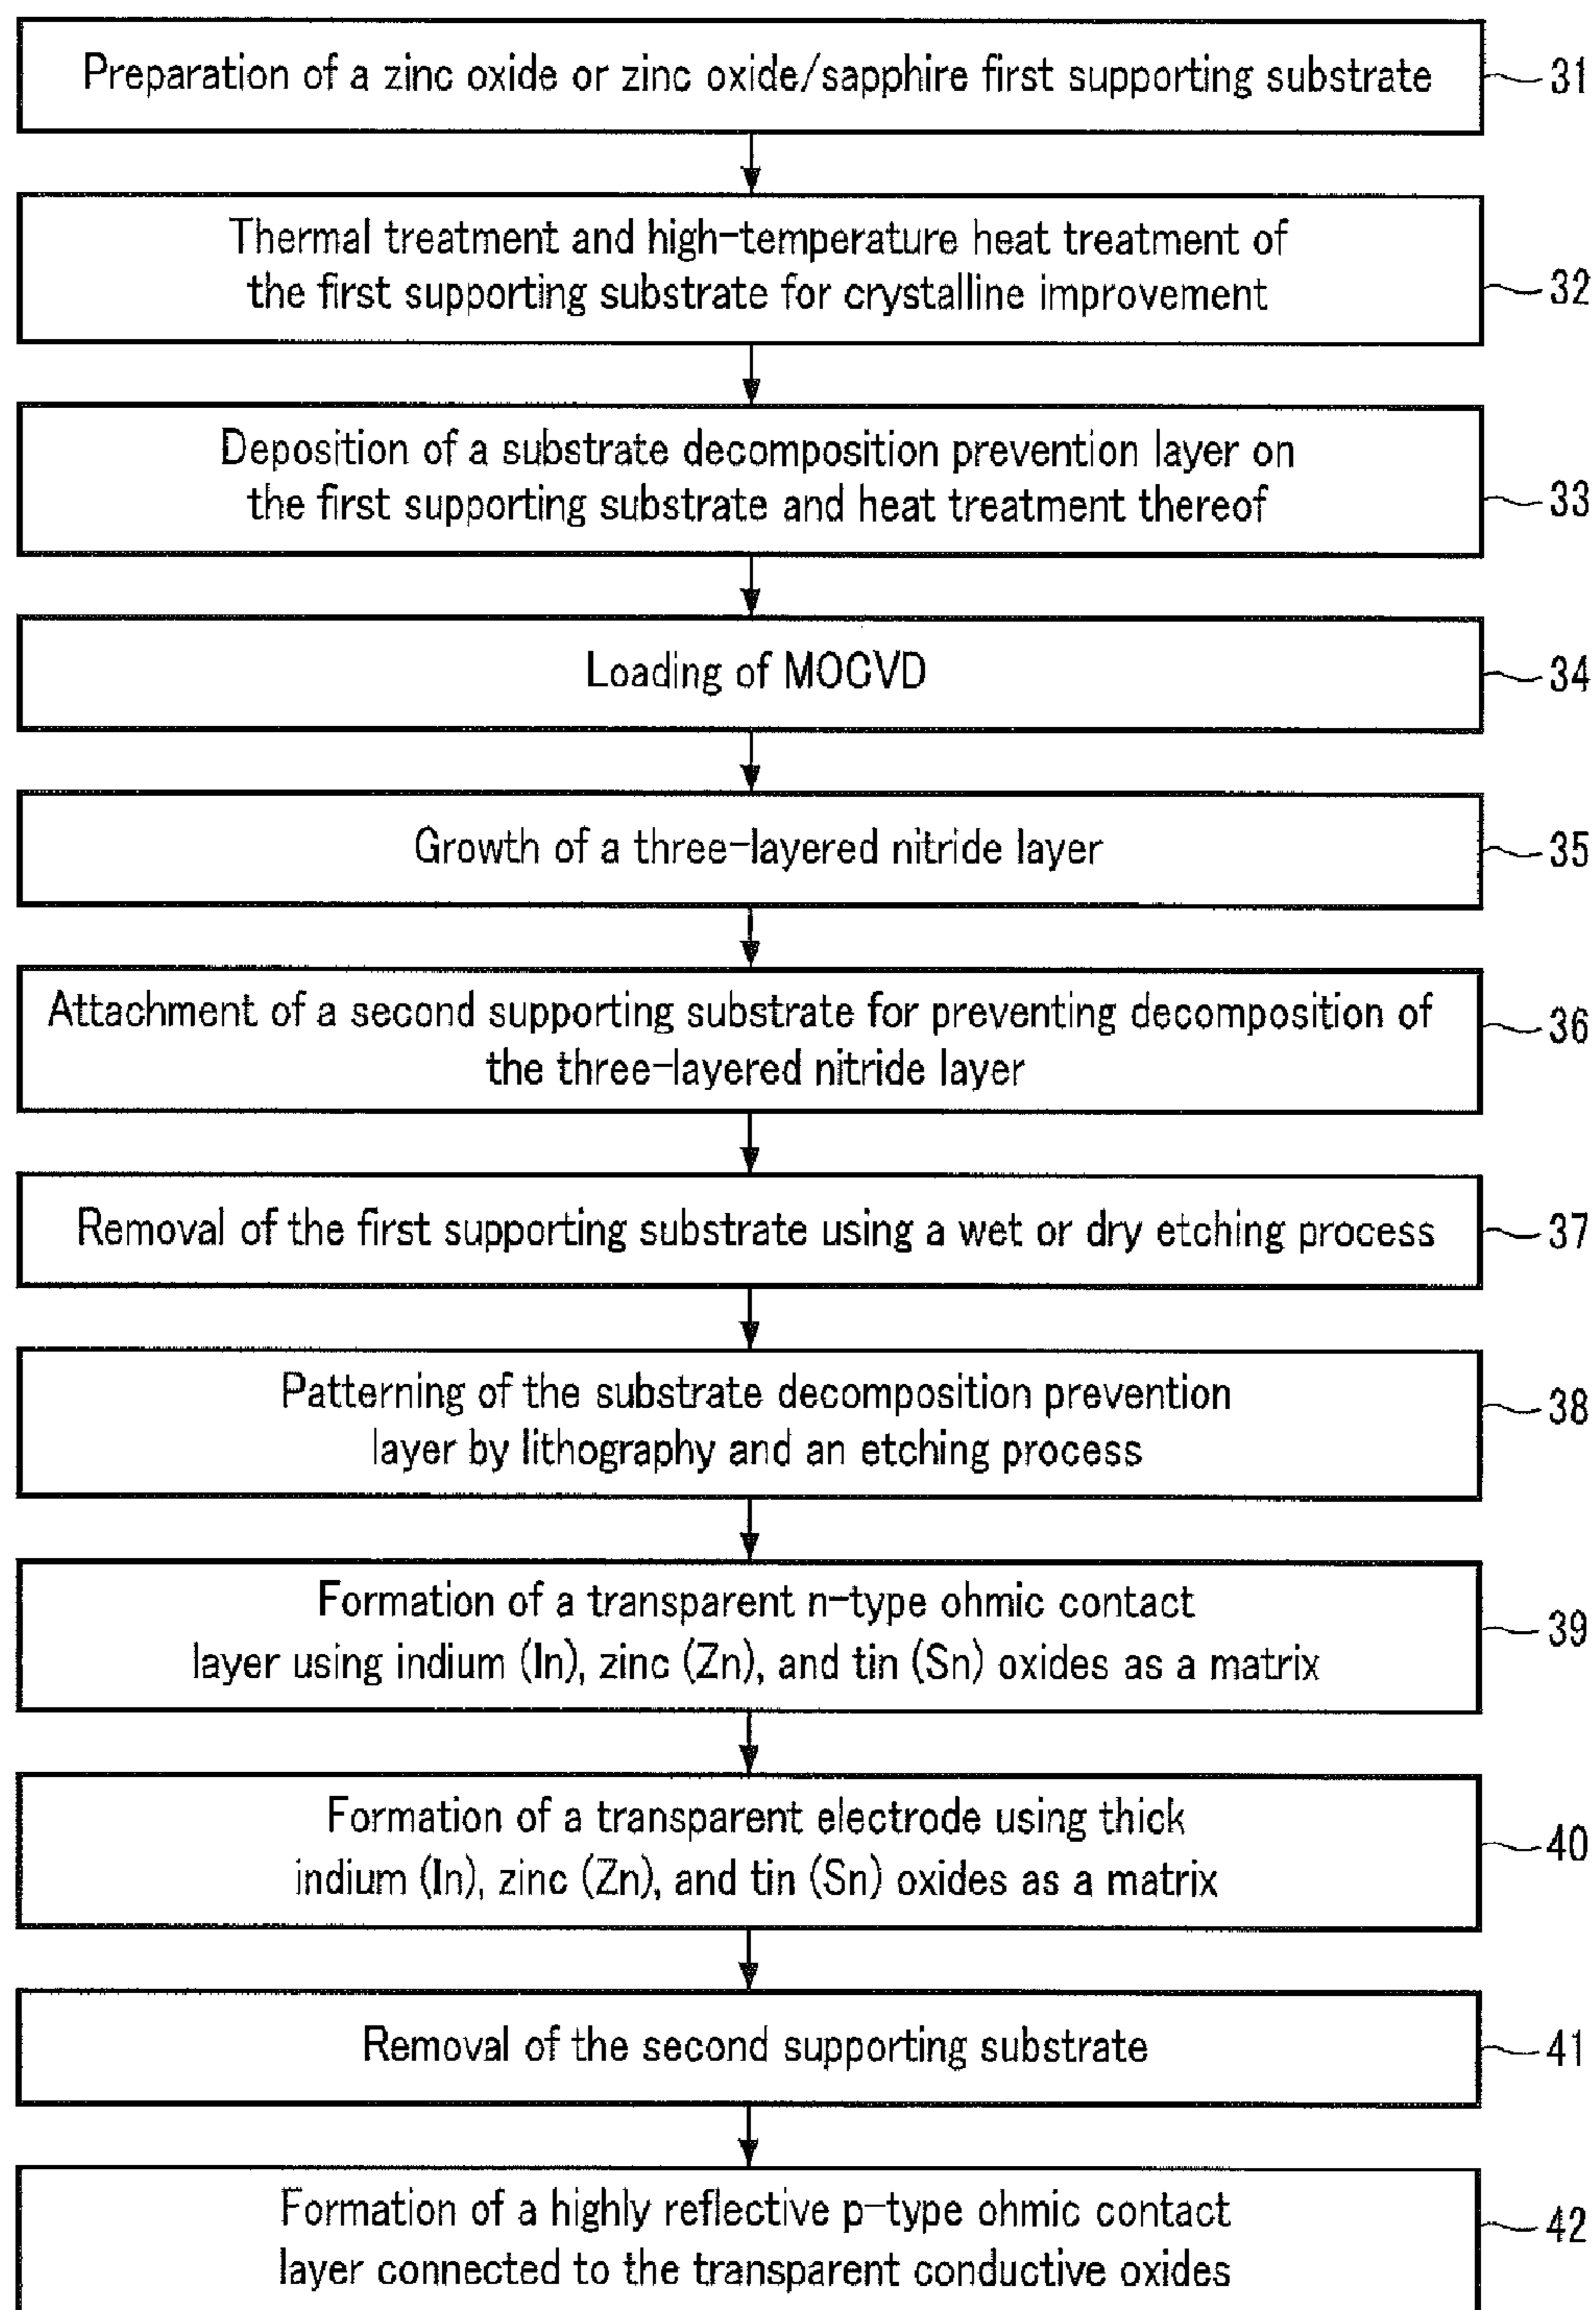 Preparation of a zinc oxide or zinc oxide/sapphire first supporting substrate
31
Thermal treatment and high-temperature heat treatment of
the first supporting substrate for crystalline improvement
32
Deposition of a substrate decomposition prevention layer on
the first supporting substrate and heat treatment thereof
33
Loading of MOCVD
34
Growth of a three-layered nitride layer
35
Attachment of a second supporting substrate for preventing decomposition of
the three-layered nitride layer
36
Removal of the first supporting substrate using a wet or dry etching process
37
Patterning of the substrate decomposition prevention
layer by lithography and an etching process
38
Formation of a transparent n-type ohmic contact
layer using indium (In), zinc (Zn), and tin (Sn) oxides as a matrix
39
Formation of a transparent electrode using thick
indium (In), zinc (Zn), and tin (Sn) oxides as a matrix
40
Removal of the second supporting substrate
41
Formation of a highly reflective p-type ohmic contact
layer connected to the transparent conductive oxides
42